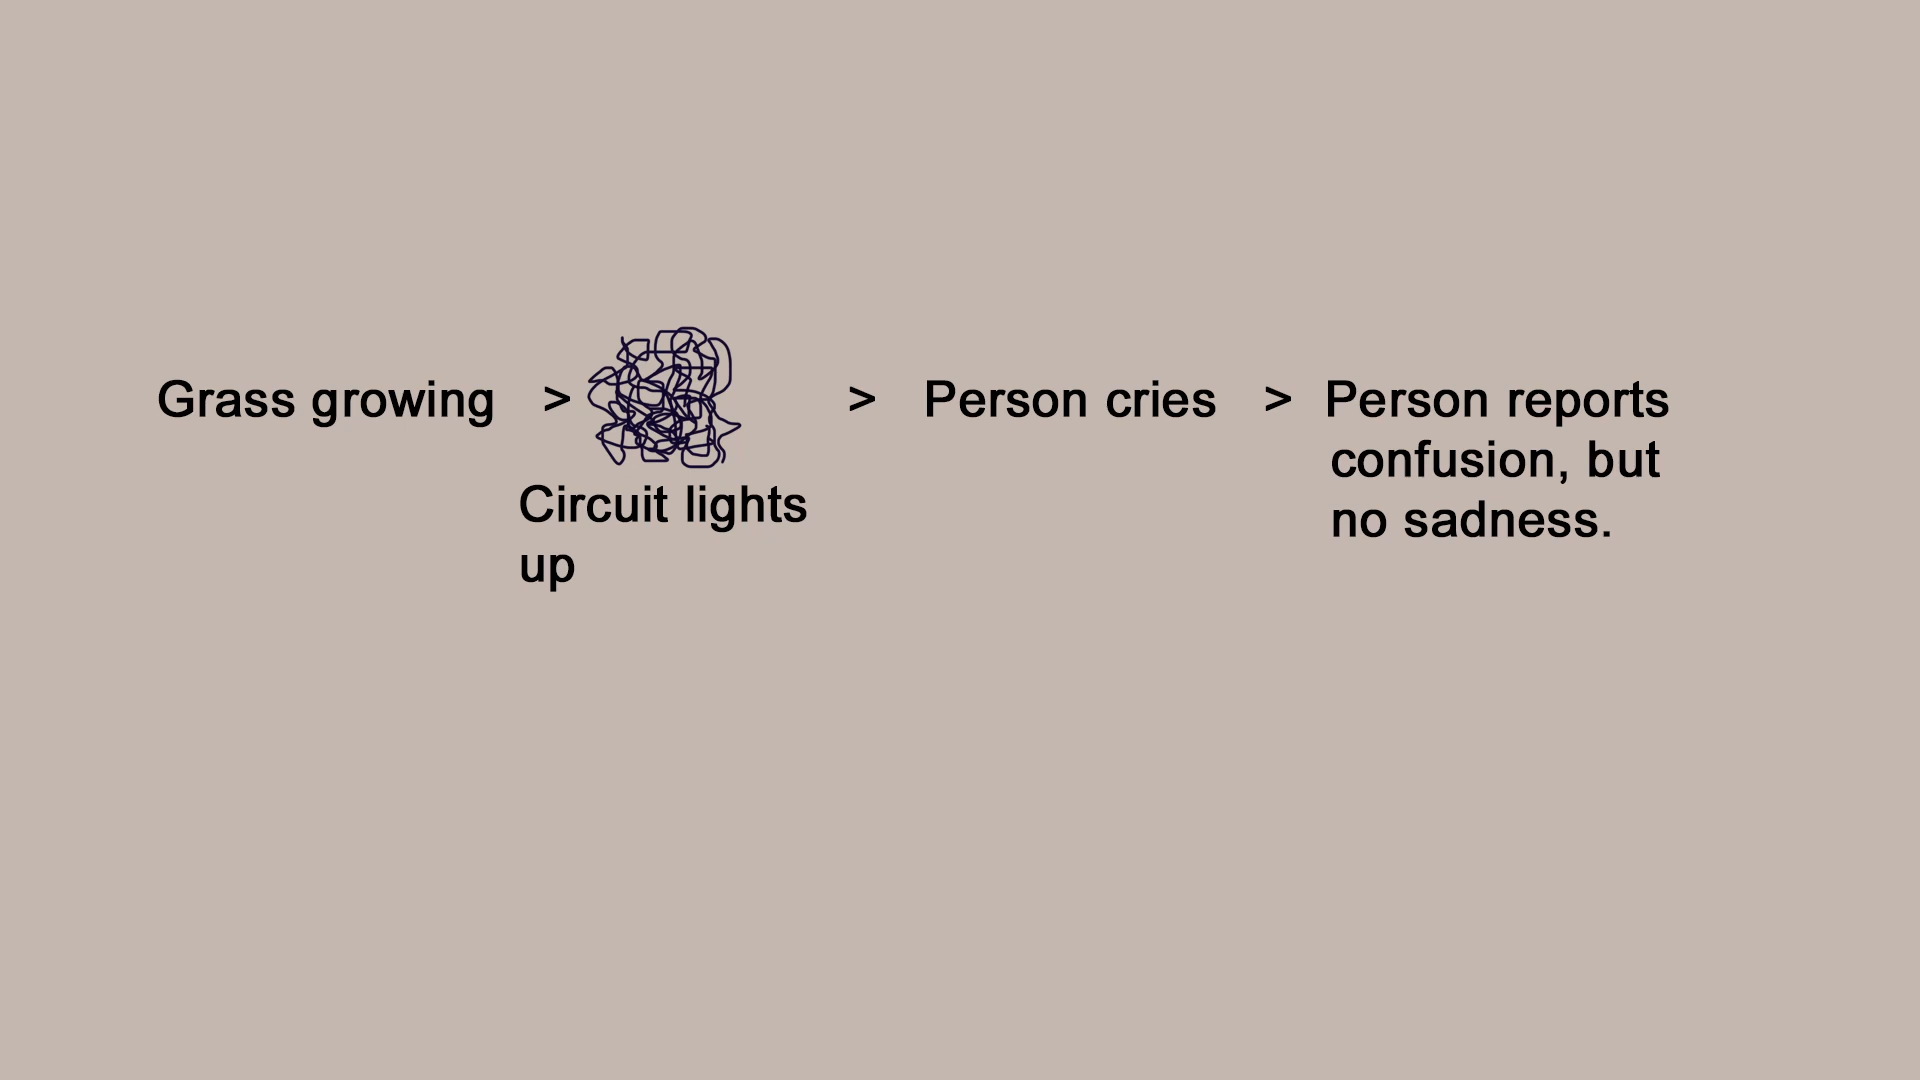 Grass growing > > Person cries > Person reports
confusion, but
no sadness.
Circuit lights
up